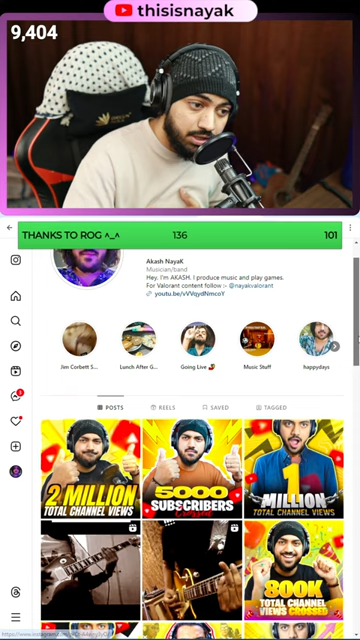 thisisnayak
9,404
THANKS TO ROG ^_^ 136 101
Akash NayaK
Musician/band
Hey. I'm AKASH. I produce music and play games.
For Valorant content follow :- @nayakvalorant
youtu.be/vVVqydNmcoY
Jim Corbett S... Lunch After G... Going Live Music Stuff happydays
POSTS REELS SAVED TAGGED
2 MILLION
TOTAL CHANNEL VIEWS
5000
SUBSCRIBERS
1
MILLION
TOTAL CHANNEL VIEWS
800K
TOTAL CHANNEL
VIEWS CROSSED